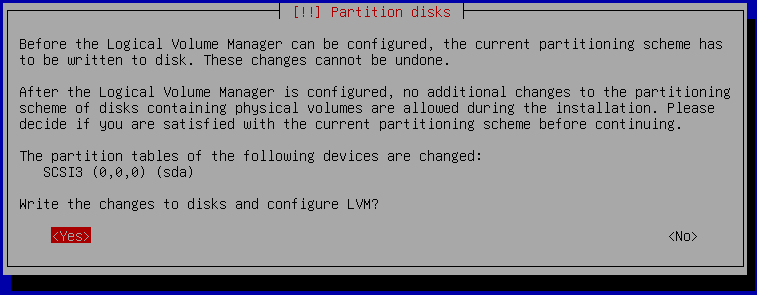 [!!] Partition disks
Before the Logical Volume Manager can be configured, the current partitioning scheme has
to be written to disk. These changes cannot be undone.
After the Logical Volume Manager is configured, no additional changes to the partitioning
scheme of disks containing physical volumes are allowed during the installation. Please
decide if you are satisfied with the current partitioning scheme before continuing.
The partition tables of the following devices are changed:
SCSI3 (0,0,0) (sda)
Write the changes to disks and configure LVM?
<Yes> <No>